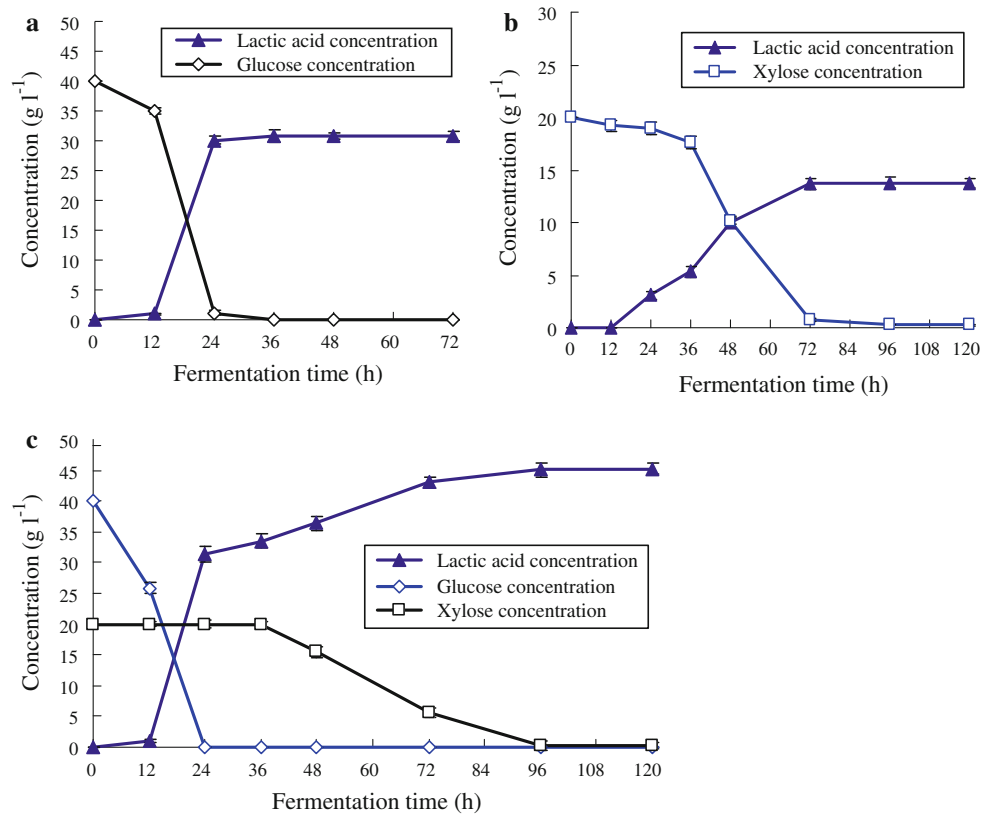 a
50
45
40
35
30
25
20
15
10
5
0
Concentration (g l⁻¹)
Lactic acid concentration
Glucose concentration
0 12 24 36 48 60 72
Fermentation time (h)
b
30
25
20
15
10
5
0
Concentration (g l⁻¹)
Lactic acid concentration
Xylose concentration
0 12 24 36 48 60 72 84 96 108 120
Fermentation time (h)
c
50
45
40
35
30
25
20
15
10
5
0
Concentration (g l⁻¹)
Lactic acid concentration
Glucose concentration
Xylose concentration
0 12 24 36 48 60 72 84 96 108 120
Fermentation time (h)